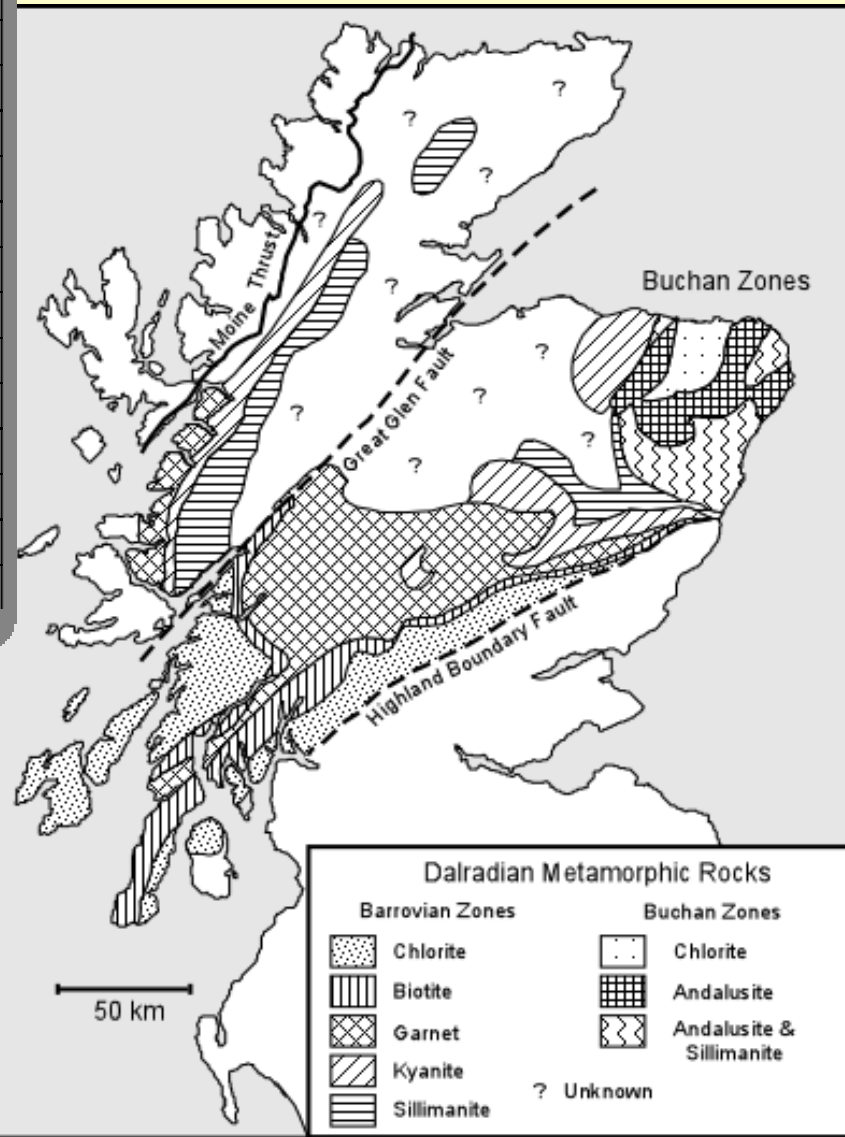 ?
?
?
?
Moine Thrust
Buchan Zones
?
?
?
?
Great Glen Fault
?
?
Highland Boundary Fault
50 km
Dalradian Metamorphic Rocks
Barrovian Zones
Chlorite
Biotite
Garnet
Kyanite
Sillimanite
Buchan Zones
Chlorite
Andalusite
Andalusite &
Sillimanite
? Unknown